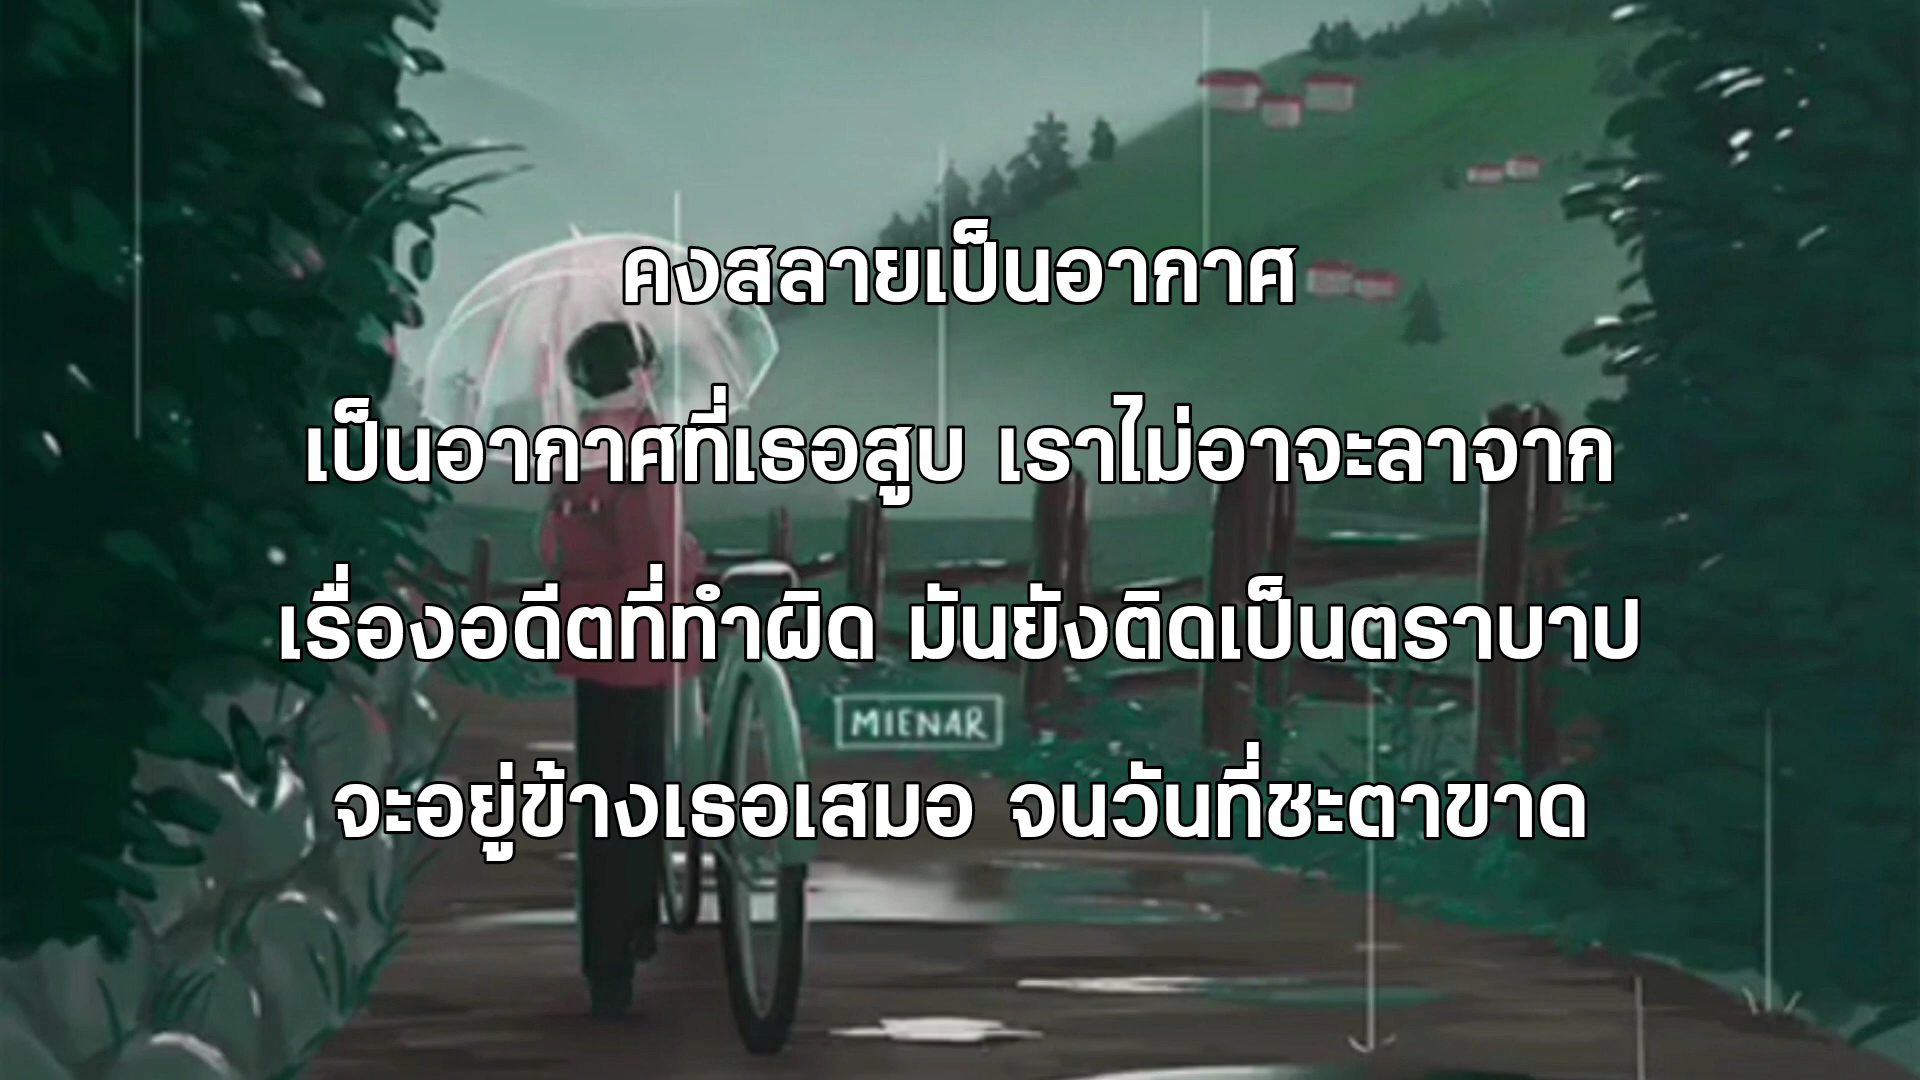 คงสลายเป็นอากาศ
เป็นอากาศที่เธอสูบ เราไม่อาจะลาจาก
เรื่องอดีตที่ทำผิด มันยังติดเป็นตราบาป
MIENAR
จะอยู่ข้างเธอเสมอ จนวันที่ชะตาขาด